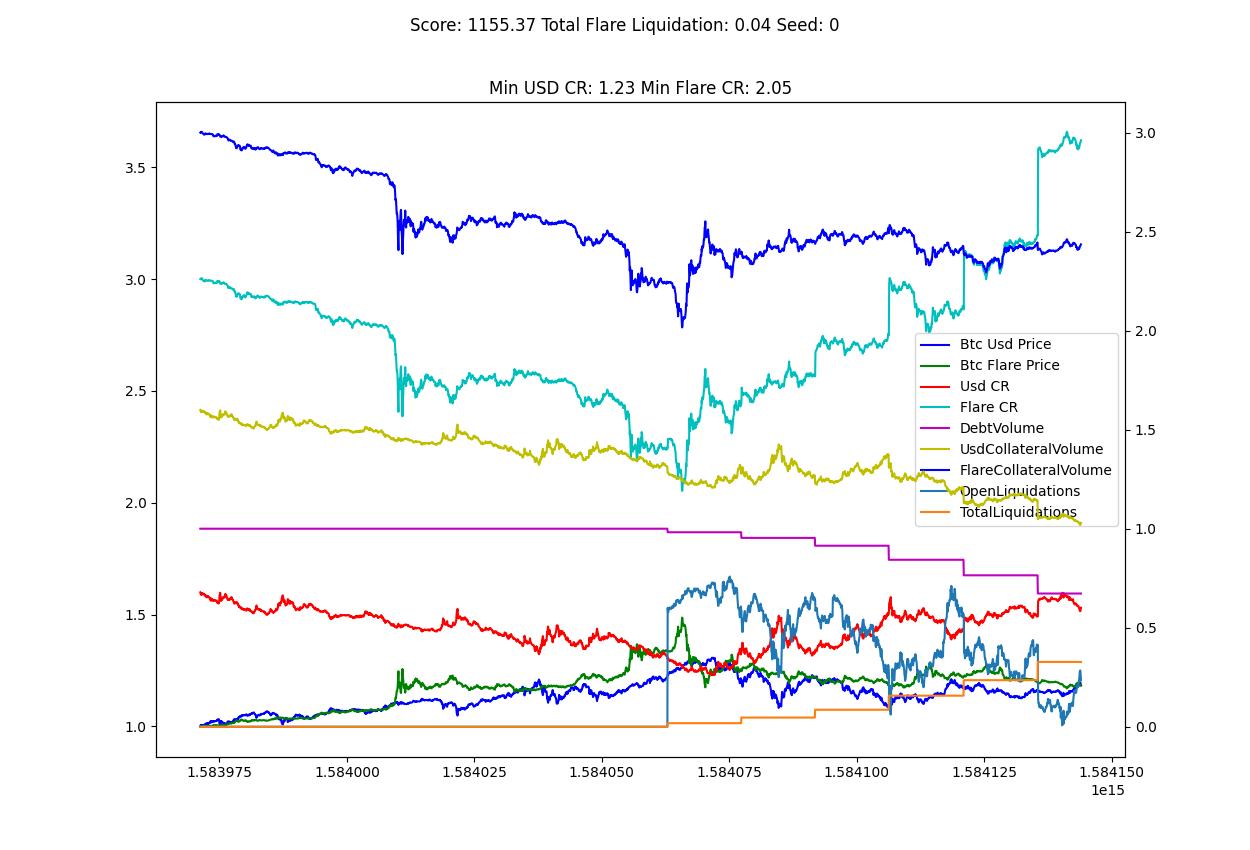 Score: 1155.37 Total Flare Liquidation: 0.04 Seed: 0
Min USD CR: 1.23 Min Flare CR: 2.05
3.5
3.0
2.5
2.0
1.5
1.0
3.0
2.5
2.0
1.5
1.0
0.5
0.0
Btc Usd Price
Btc Flare Price
Usd CR
Flare CR
DebtVolume
UsdCollateralVolume
FlareCollateralVolume
OpenLiquidations
TotalLiquidations
1.583975 1.584000 1.584025 1.584050 1.584075 1.584100 1.584125 1.584150
1e15